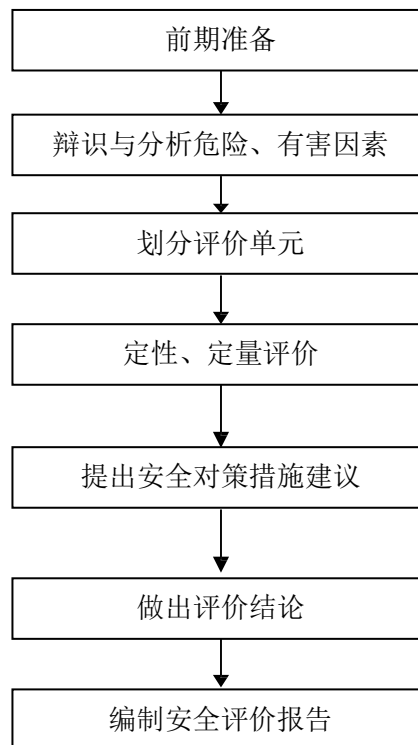 前期准备
辩识与分析危险、有害因素
划分评价单元
定性、定量评价
提出安全对策措施建议
做出评价结论
编制安全评价报告